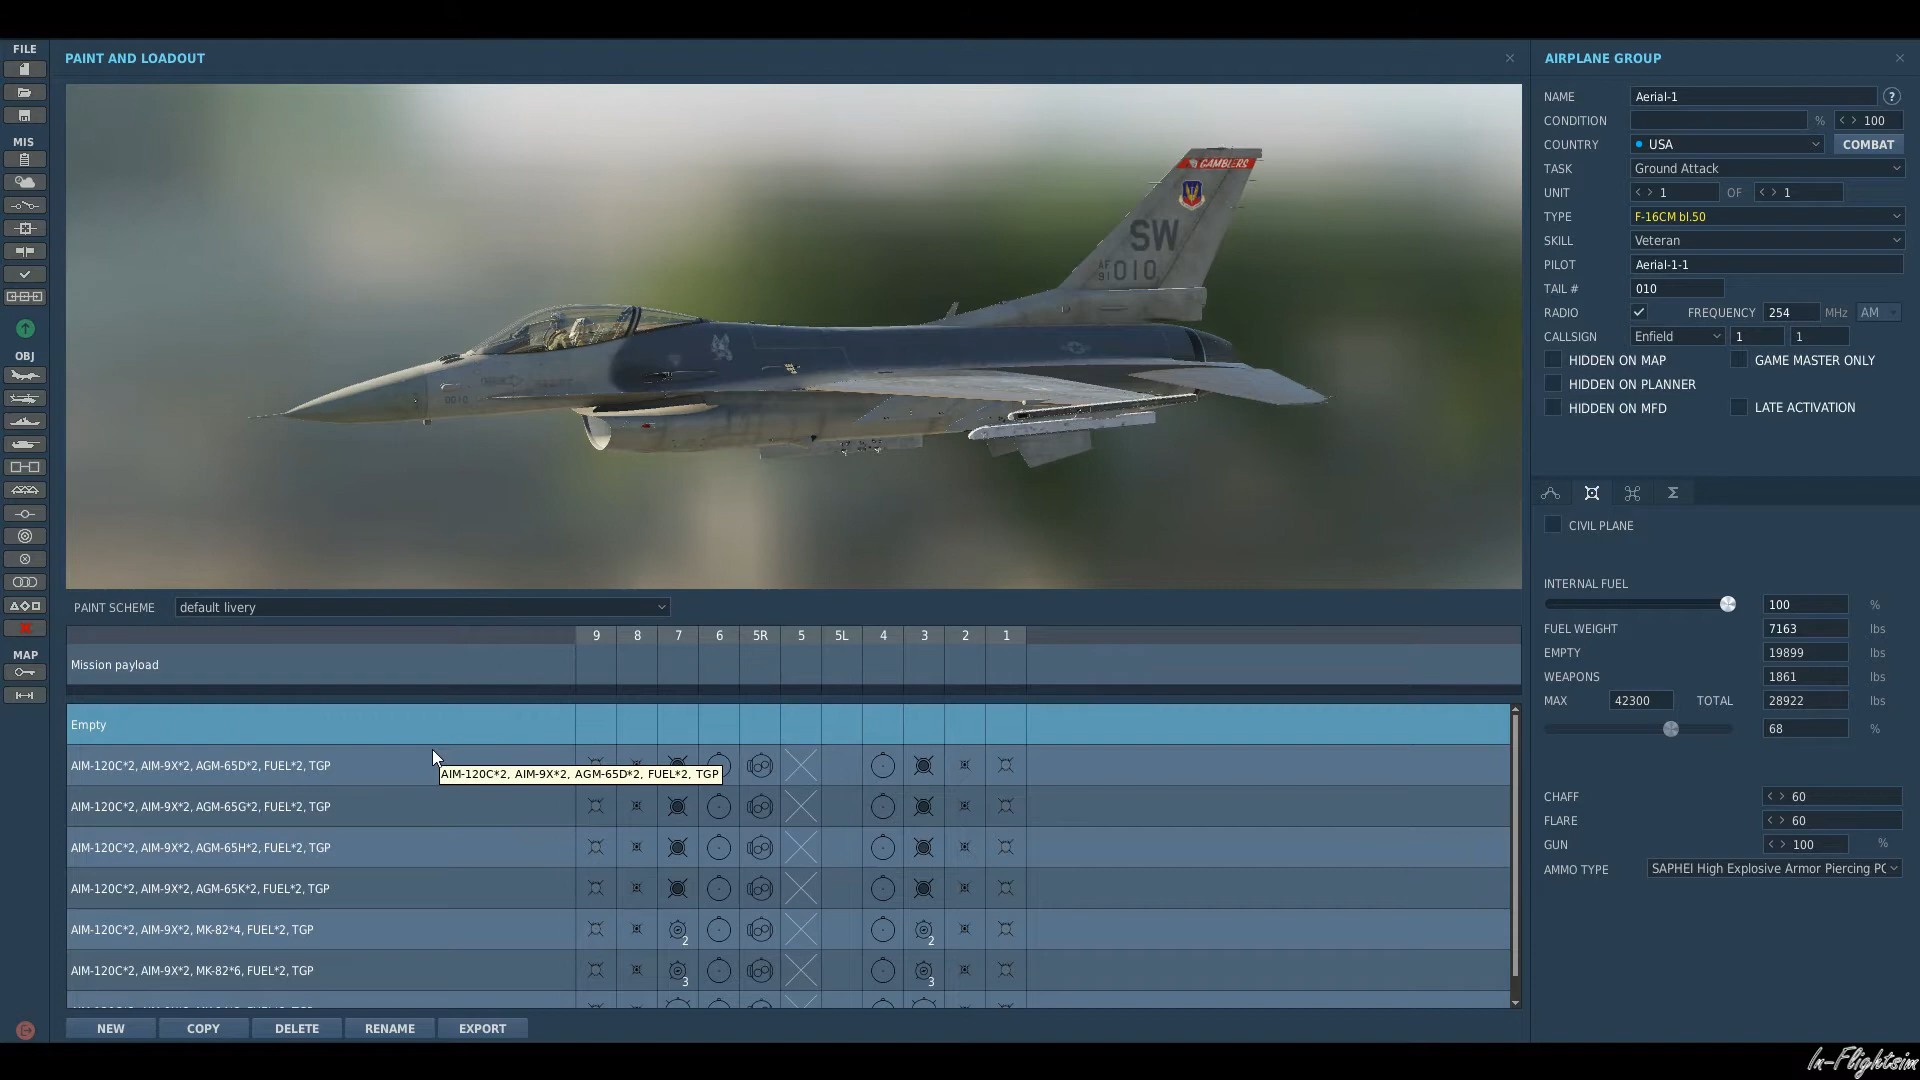 FILE
PAINT AND LOADOUT
AIRPLANE GROUP
MIS
OBJ
MAP
GAMBLERS
SW
AF
91 010
PAINT SCHEME default livery
9 8 7 6 5R 5 5L 4 3 2 1
Mission payload
Empty
AIM-120C*2, AIM-9X*2, AGM-65D*2, FUEL*2, TGP
AIM-120C*2, AIM-9X*2, AGM-65D*2, FUEL*2, TGP
AIM-120C*2, AIM-9X*2, AGM-65G*2, FUEL*2, TGP
AIM-120C*2, AIM-9X*2, AGM-65H*2, FUEL*2, TGP
AIM-120C*2, AIM-9X*2, AGM-65K*2, FUEL*2, TGP
AIM-120C*2, AIM-9X*2, MK-82*4, FUEL*2, TGP 2 2
AIM-120C*2, AIM-9X*2, MK-82*6, FUEL*2, TGP 3 3
NEW COPY DELETE RENAME EXPORT
NAME Aerial-1 ?
CONDITION % < > 100
COUNTRY USA COMBAT
TASK Ground Attack
UNIT < > 1 OF < > 1
TYPE F-16CM bl.50
SKILL Veteran
PILOT Aerial-1-1
TAIL # 010
RADIO FREQUENCY 254 MHz AM
CALLSIGN Enfield 1 1
HIDDEN ON MAP GAME MASTER ONLY
HIDDEN ON PLANNER
HIDDEN ON MFD LATE ACTIVATION
CIVIL PLANE
INTERNAL FUEL
100 %
FUEL WEIGHT 7163 lbs
EMPTY 19899 lbs
WEAPONS 1861 lbs
MAX 42300 TOTAL 28922 lbs
68 %
CHAFF < > 60
FLARE < > 60
GUN < > 100 %
AMMO TYPE SAPHEI High Explosive Armor Piercing PG
In-Flightsim